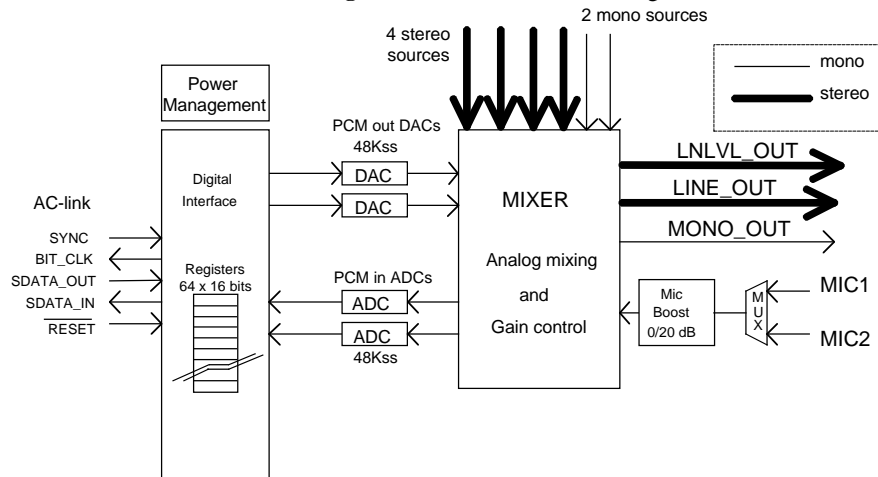 2 mono sources
4 stereo
sources
mono
stereo
Power
Management
PCM out DACs
48Kss
DAC
DAC
Digital
Interface
MIXER
Analog mixing
and
Gain control
LNLVL_OUT
LINE_OUT
MONO_OUT
AC-link
SYNC
BIT_CLK
SDATA_OUT
SDATA_IN
RESET
Registers
64 x 16 bits
PCM in ADCs
ADC
ADC
48Kss
Mic
Boost
0/20 dB
MUX
MIC1
MIC2